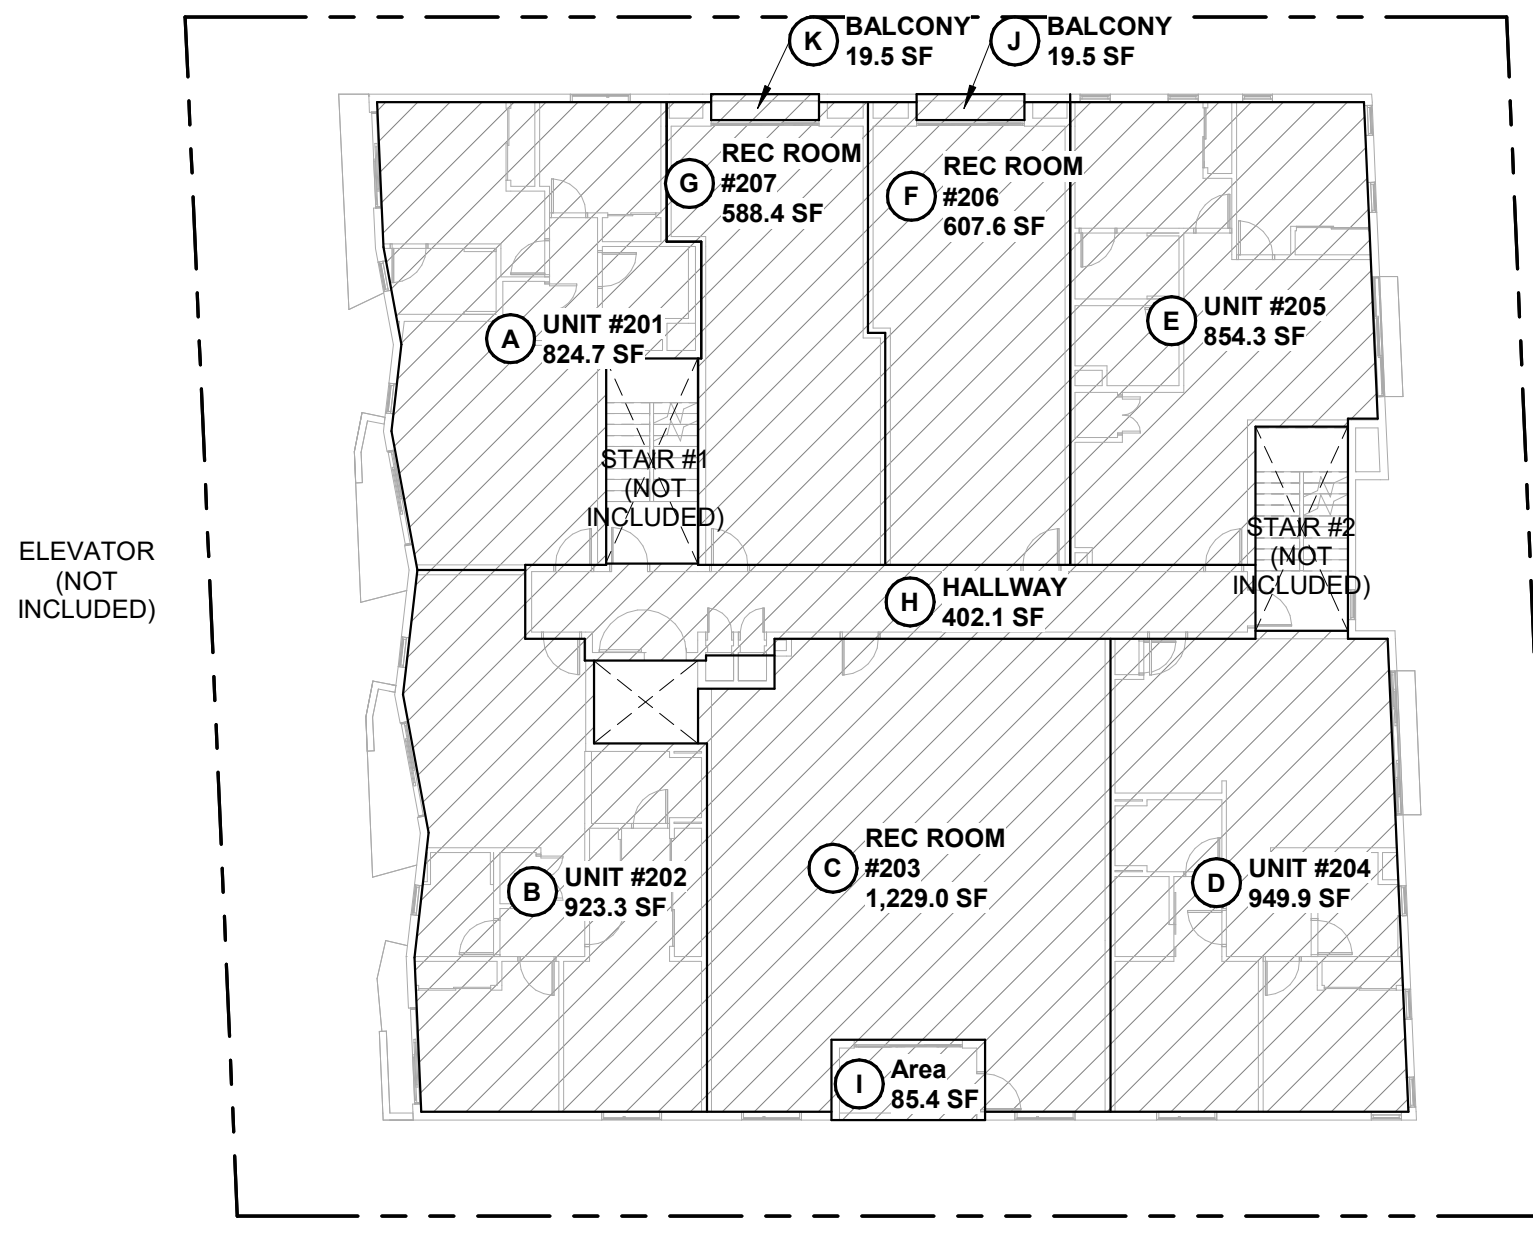 K
BALCONY
19.5 SF
J
BALCONY
19.5 SF
G
REC ROOM
#207
588.4 SF
F
REC ROOM
#206
607.6 SF
A
UNIT #201
824.7 SF
E
UNIT #205
854.3 SF
STAIR #1
(NOT
INCLUDED)
STAIR #2
(NOT
INCLUDED)
ELEVATOR
(NOT
INCLUDED)
H
HALLWAY
402.1 SF
B
UNIT #202
923.3 SF
C
REC ROOM
#203
1,229.0 SF
D
UNIT #204
949.9 SF
I
Area
85.4 SF